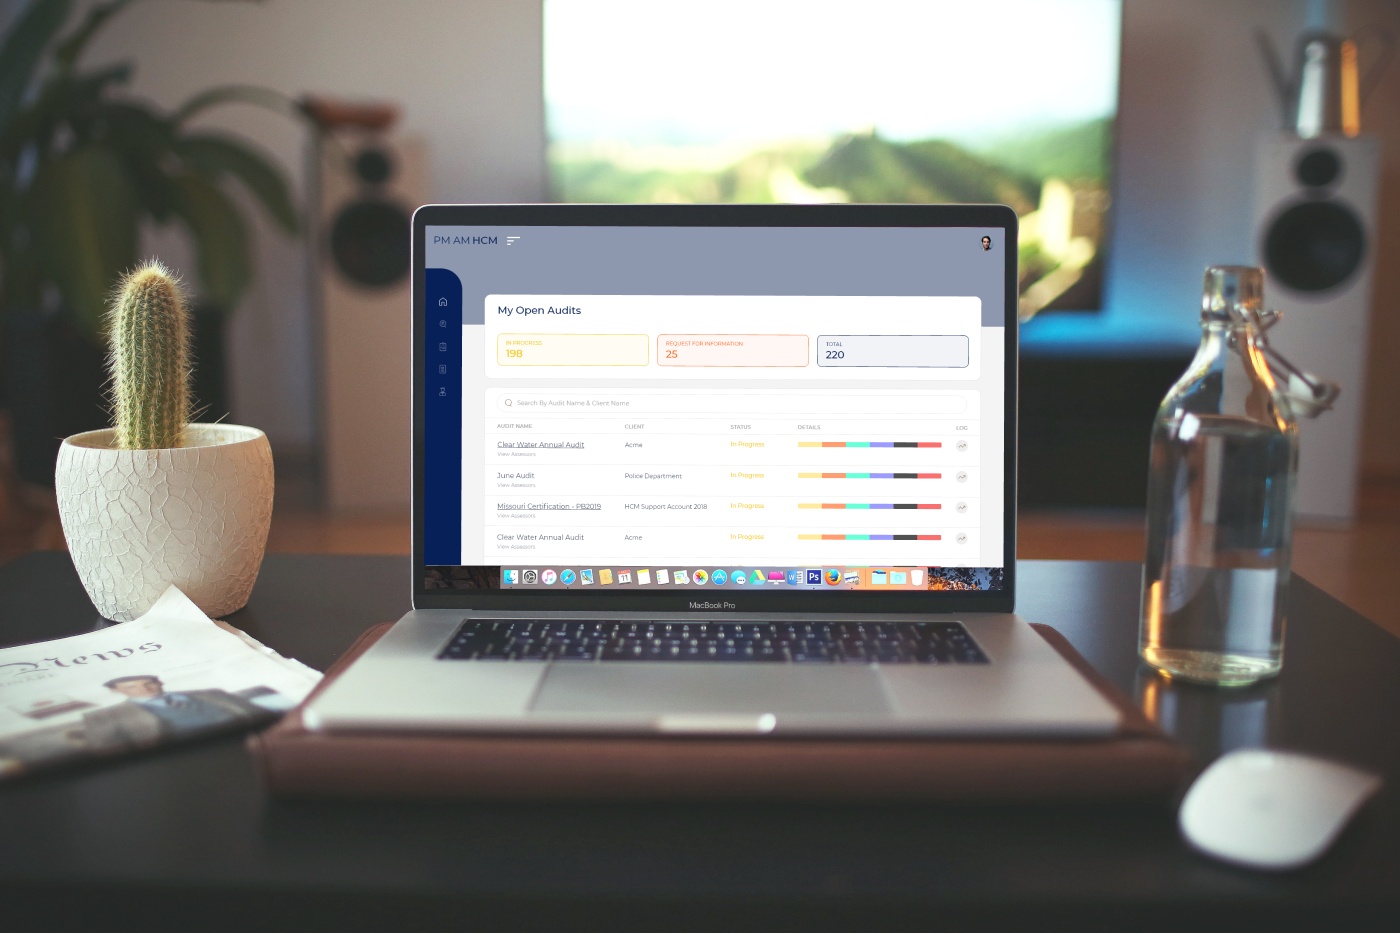 PM AM HCM
My Open Audits
IN PROGRESS
198
REQUEST FOR INFORMATION
25
TOTAL
220
Search By Audit Name & Client Name
AUDIT NAME CLIENT STATUS DETAILS LOG
Clear Water Annual Audit Acme In Progress
View Assessors
June Audit Police Department In Progress
View Assessors
Missouri Certification - PB2019 HCM Support Account 2018 In Progress
View Assessors
Clear Water Annual Audit Acme In Progress
View Assessors
11
W
Ps
MacBook Pro
News